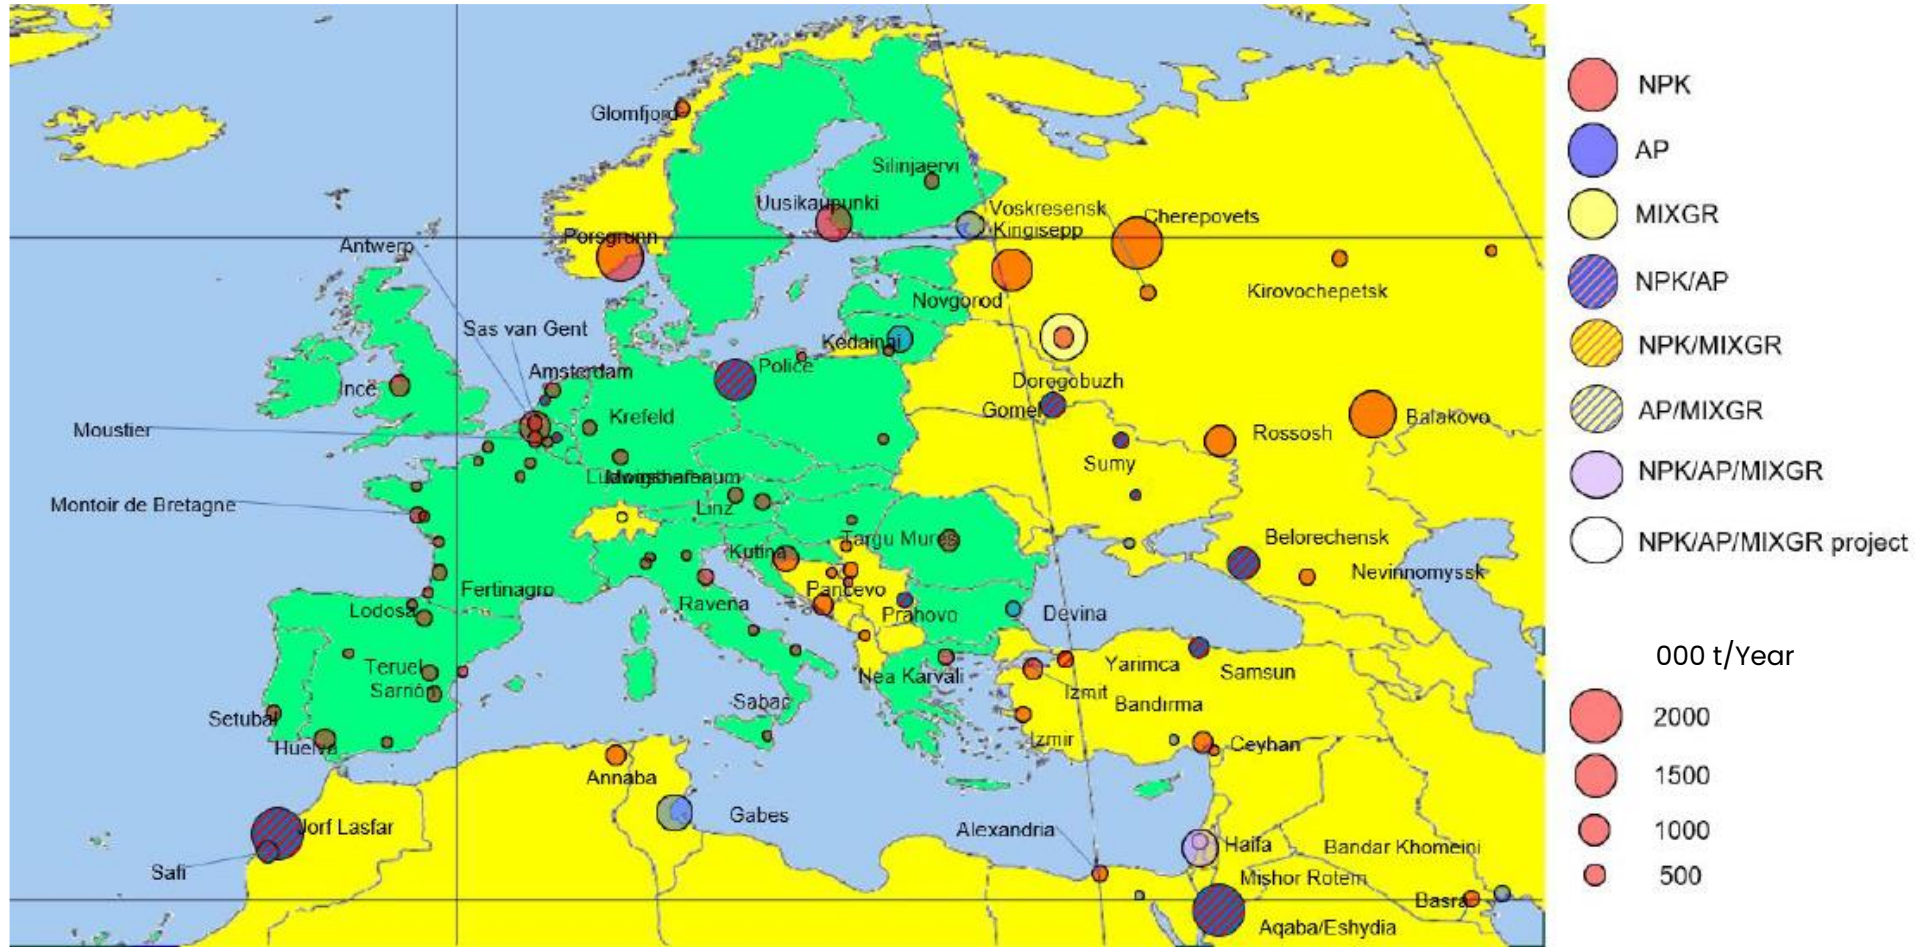 Glomfjord
Silinjaervi
Uusikaupunki
Voskresensk
Cherepovets
Kingisepp
Porsgrunn
Antwerp
Kirovochepetsk
Novgorod
Sas van Gent
Kedainai
Amsterdam
Police
Ince
Dorogobuzh
Gomel
Krefeld
Balakovo
Moustier
Rossosh
Sumy
Montoir de Bretagne
Linz
Belorechensk
Targu Mures
Kutina
Nevinnomyssk
Fertinagro
Pancevo
Lodosa
Ravena
Prahovo
Devina
Teruel
Yarimca
Samsun
Nea Karvali
Sarrión
Izmit
Sabac
Bandirma
Setubal
Huelva
Izmir
Ceyhan
Annaba
Gabes
Jorf Lasfar
Alexandria
Haifa
Bandar Khomeini
Safi
Mishor Rotem
Basra
Aqaba/Eshydia
NPK
AP
MIXGR
NPK/AP
NPK/MIXGR
AP/MIXGR
NPK/AP/MIXGR
NPK/AP/MIXGR project
000 t/Year
2000
1500
1000
500